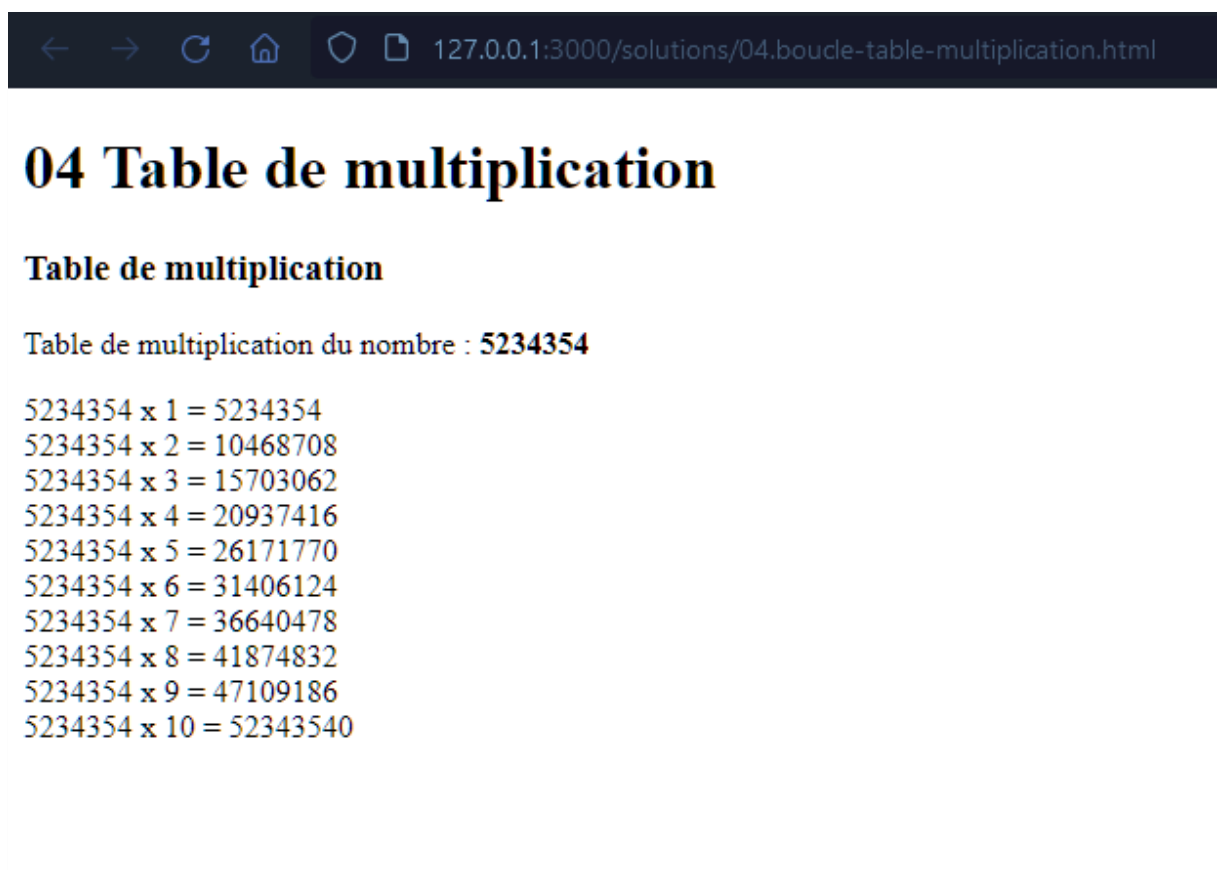 127.0.0.1:3000/solutions/04.boucle-table-multiplication.html
04 Table de multiplication
Table de multiplication
Table de multiplication du nombre : 5234354
5234354 x 1 = 5234354
5234354 x 2 = 10468708
5234354 x 3 = 15703062
5234354 x 4 = 20937416
5234354 x 5 = 26171770
5234354 x 6 = 31406124
5234354 x 7 = 36640478
5234354 x 8 = 41874832
5234354 x 9 = 47109186
5234354 x 10 = 52343540